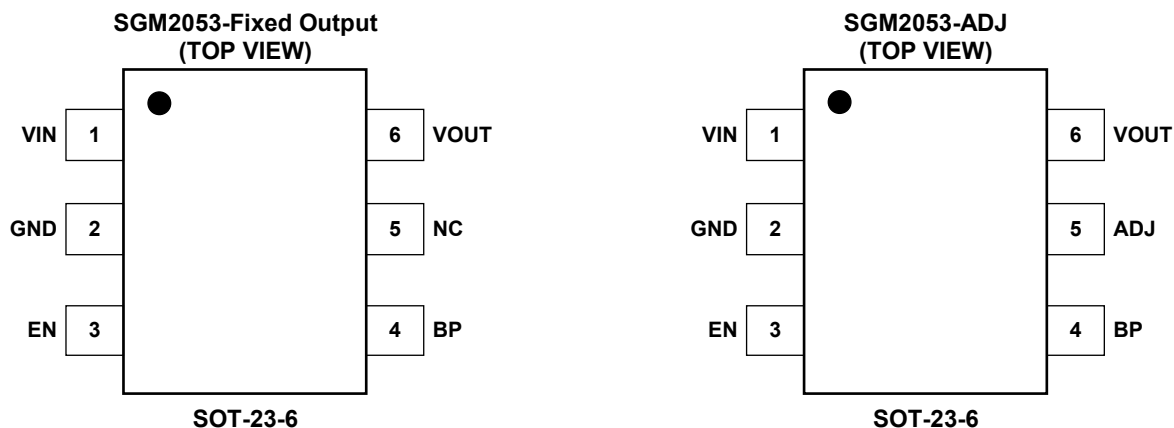 SGM2053-Fixed Output
(TOP VIEW)
VIN 1 6 VOUT
GND 2 5 NC
EN 3 4 BP
SOT-23-6
SGM2053-ADJ
(TOP VIEW)
VIN 1 6 VOUT
GND 2 5 ADJ
EN 3 4 BP
SOT-23-6